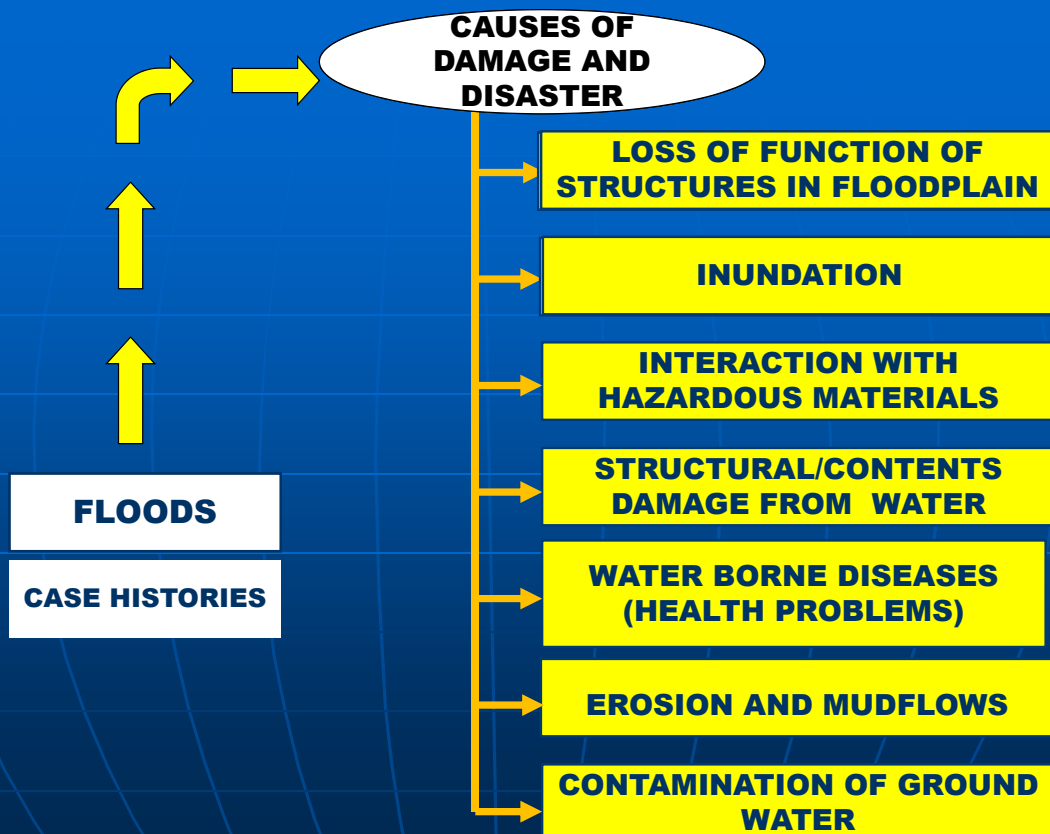 CAUSES OF
DAMAGE AND
DISASTER
LOSS OF FUNCTION OF
STRUCTURES IN FLOODPLAIN
INUNDATION
INTERACTION WITH
HAZARDOUS MATERIALS
STRUCTURAL/CONTENTS
DAMAGE FROM WATER
FLOODS
WATER BORNE DISEASES
(HEALTH PROBLEMS)
CASE HISTORIES
EROSION AND MUDFLOWS
CONTAMINATION OF GROUND
WATER